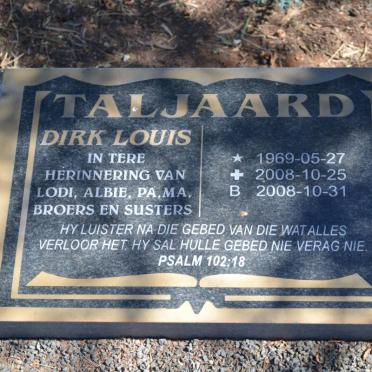 TALJAARD
DIRK LOUIS
IN TERE
HERINNERING VAN
LODI, ALBIE, PA, MA,
BROERS EN SUSTERS
★ 1969-05-27
✚ 2008-10-25
B 2008-10-31
HY LUISTER NA DIE GEBED VAN DIE WAT ALLES
VERLOOR HET. HY SAL HULLE GEBED NIE VERAG NIE.
PSALM 102:18